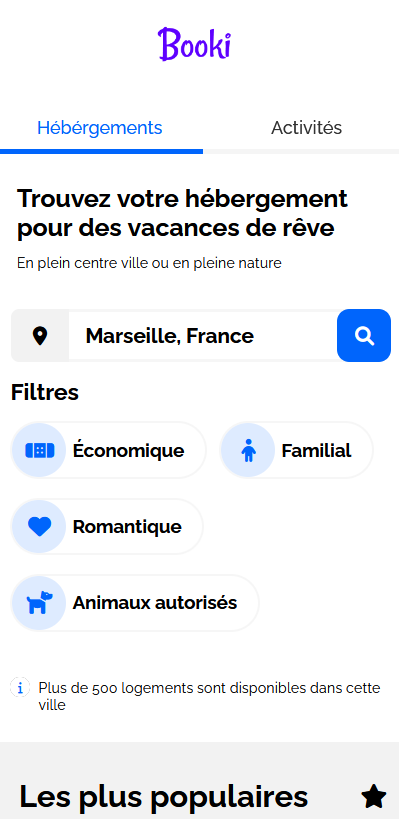 Booki
Hébérgements
Activités
Trouvez votre hébergement
pour des vacances de rêve
En plein centre ville ou en pleine nature
Marseille, France
Filtres
Économique
Familial
Romantique
Animaux autorisés
Plus de 500 logements sont disponibles dans cette
ville
Les plus populaires